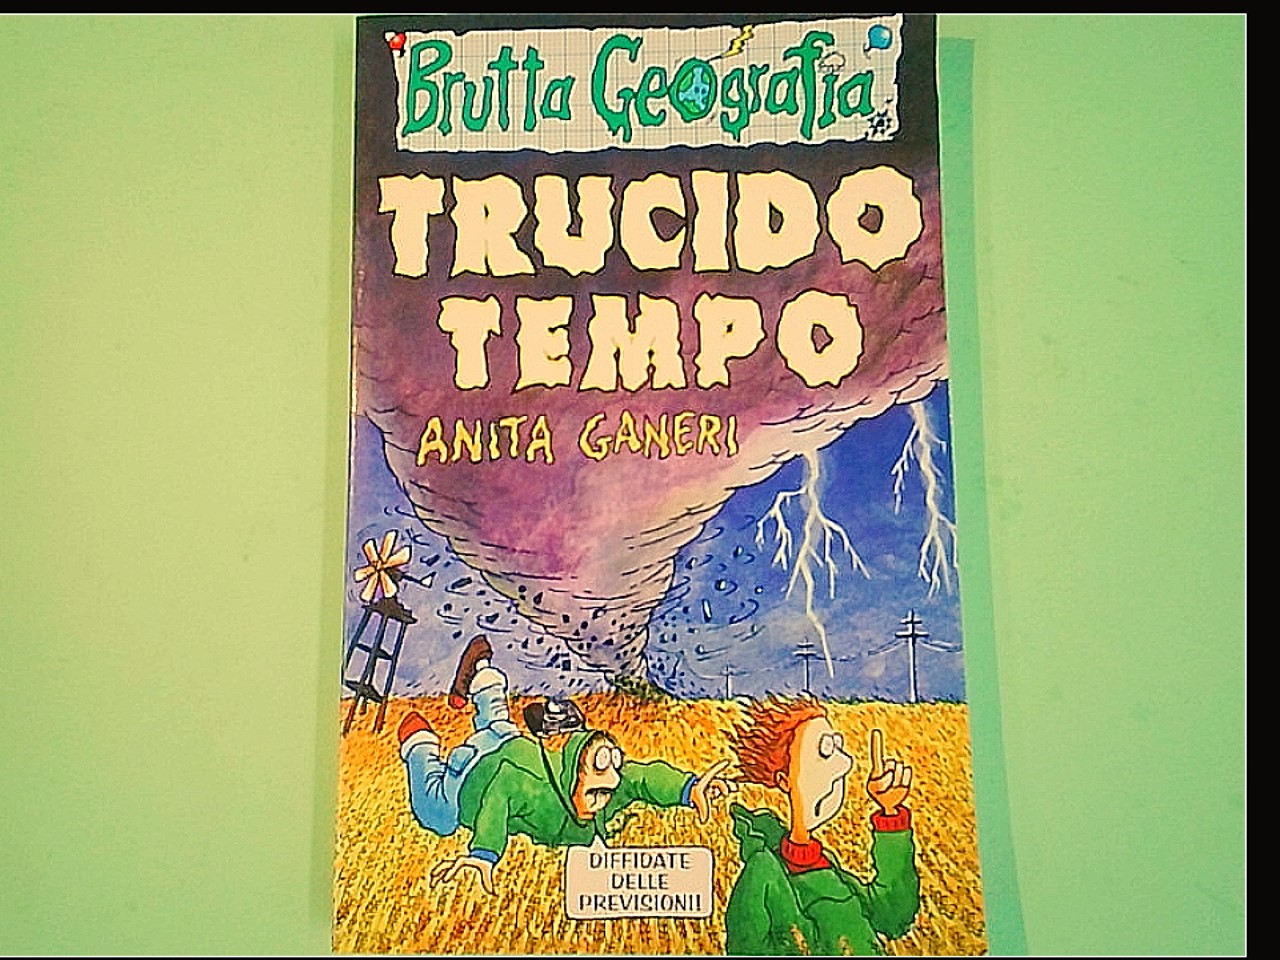 Brutta Geografia
TRUCIDO
TEMPO
ANITA GANERI
DIFFIDATE
DELLE
PREVISIONI!